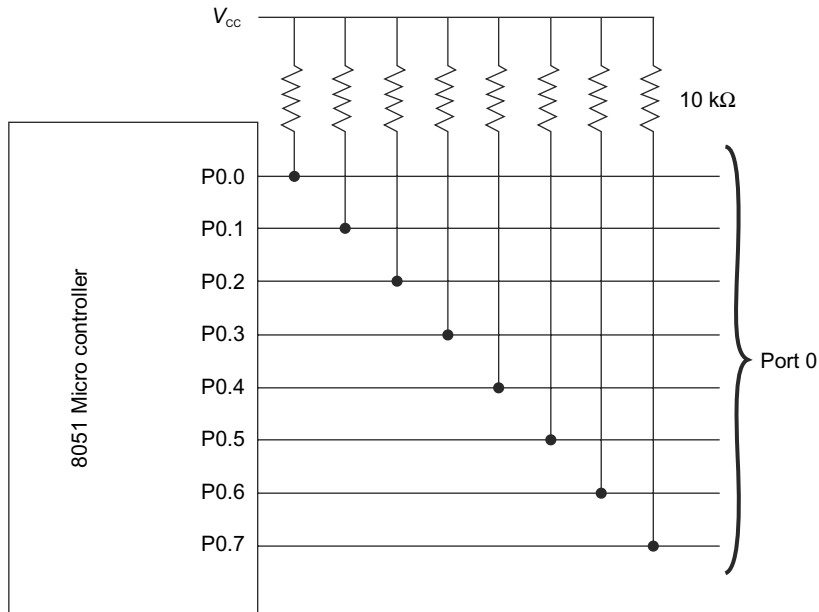 V_CC
10 kΩ
P0.0
P0.1
P0.2
P0.3
P0.4
P0.5
P0.6
P0.7
8051 Micro controller
Port 0